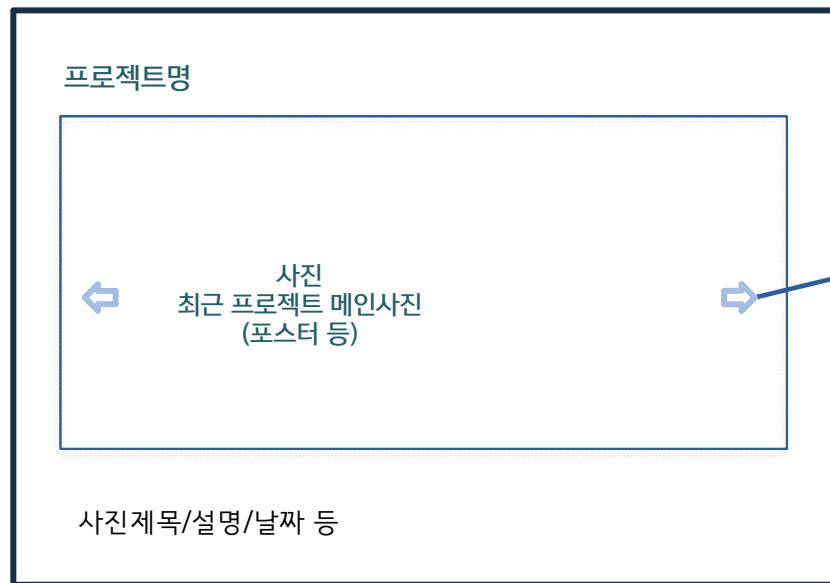 프로젝트명
사진
최근 프로젝트 메인사진
(포스터 등)
사진제목/설명/날짜 등